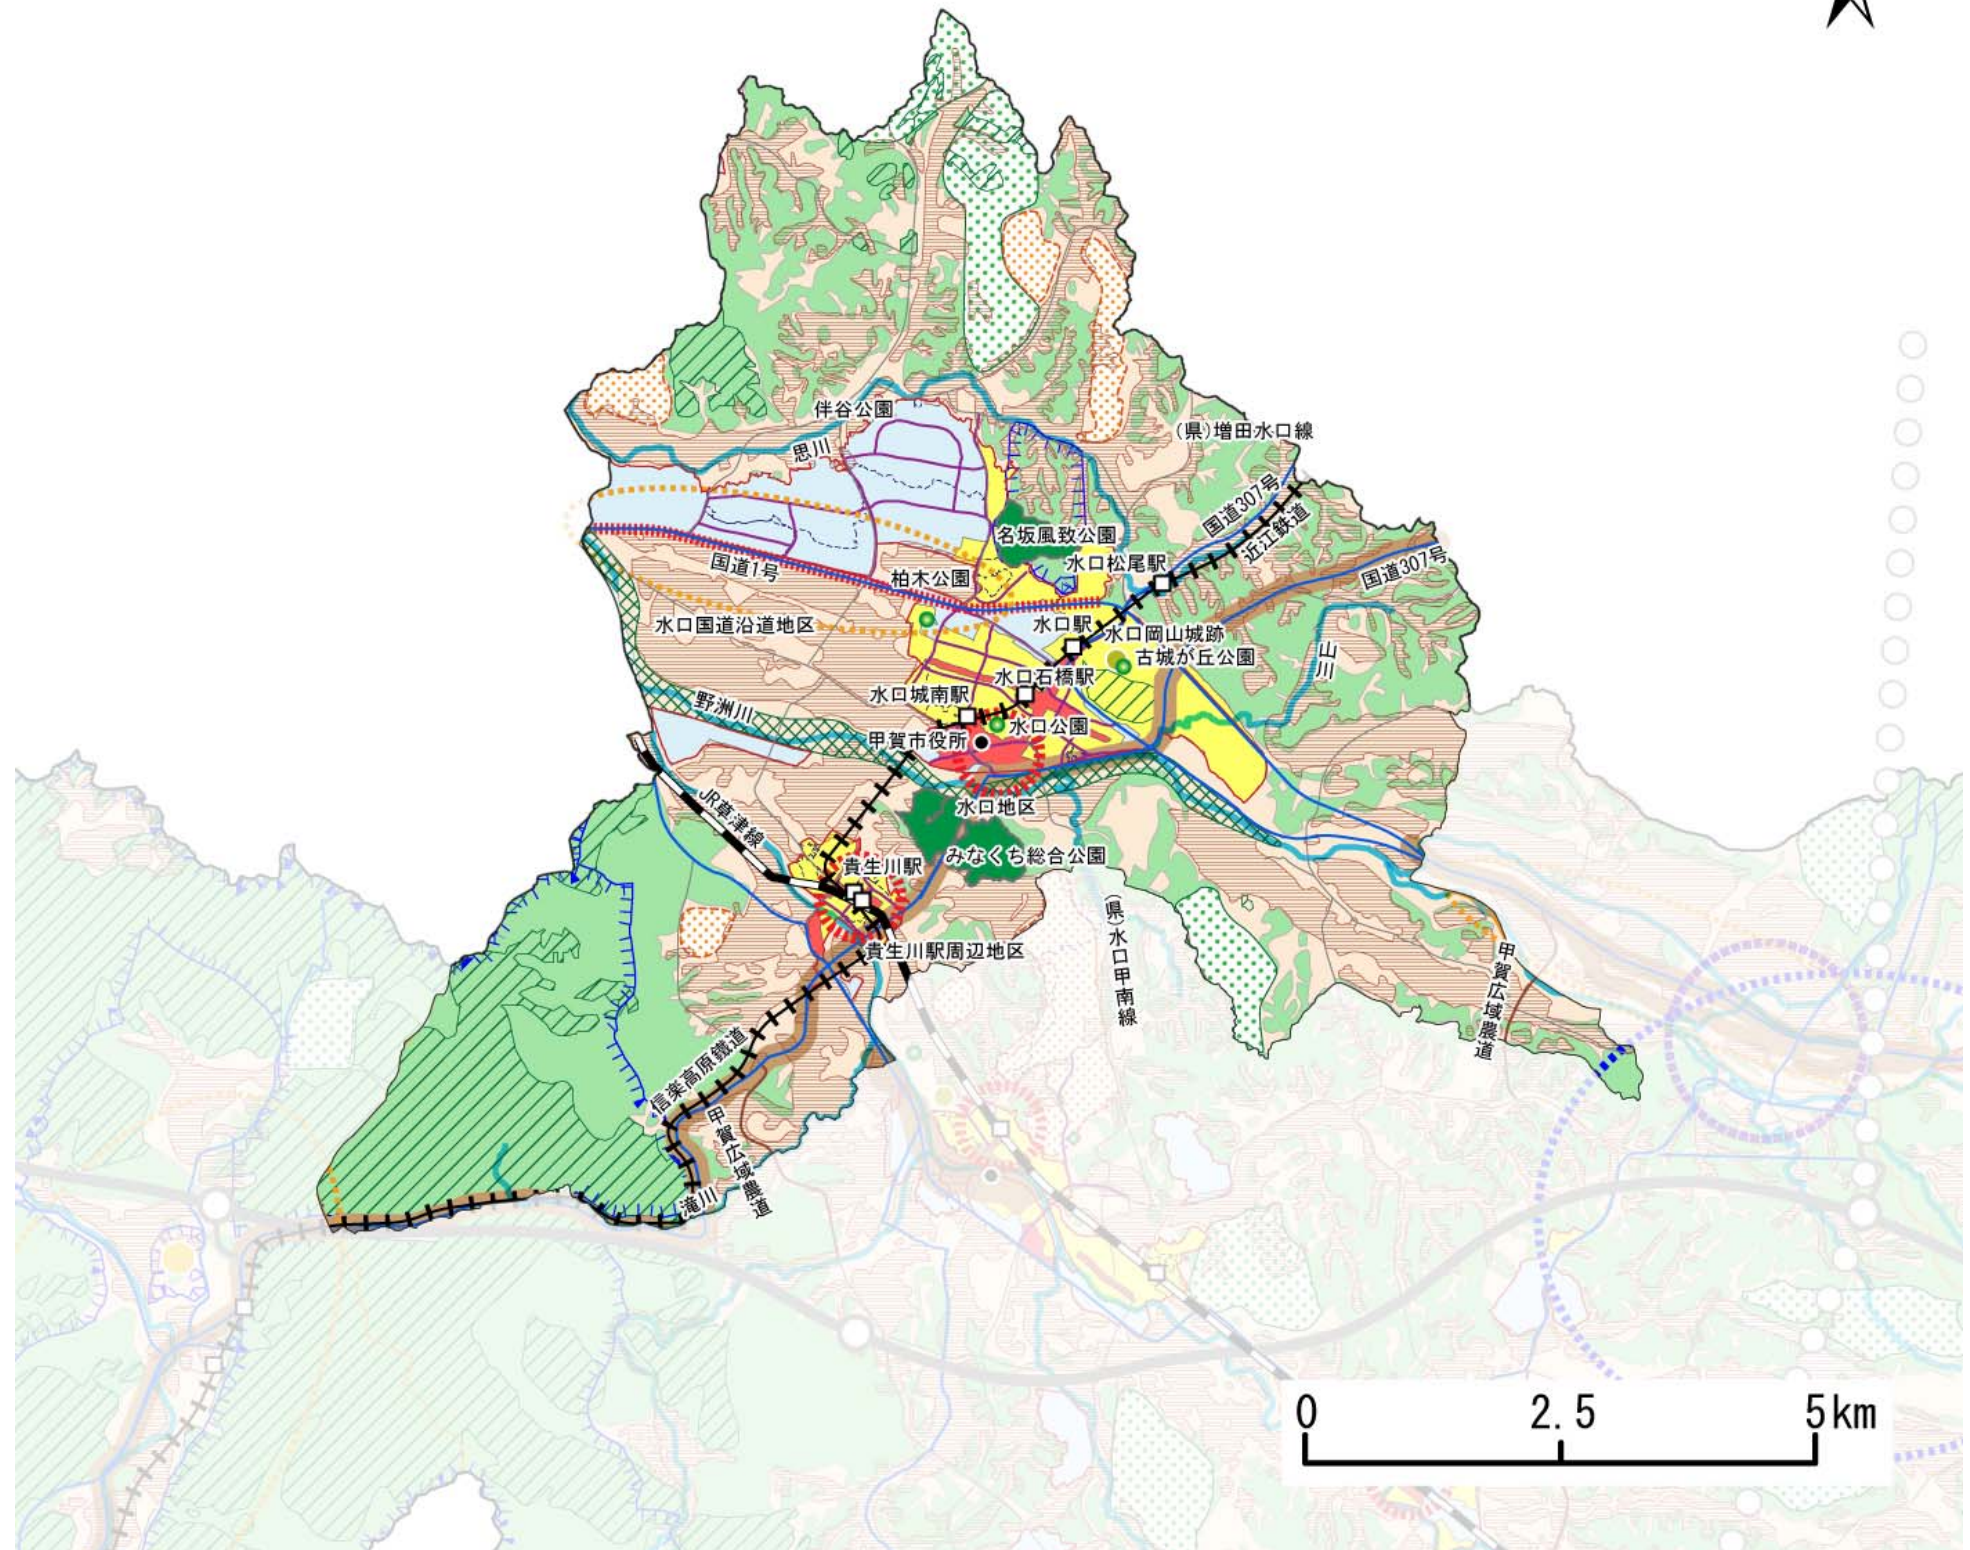 伴谷公園
思川
(県)増田水口線
国道307号
近江鉄道
名坂風致公園
水口松尾駅
国道307号
国道1号
柏木公園
水口国道沿道地区
水口駅
水口岡山城跡
古城が丘公園
山川
水口石橋駅
水口城南駅
野洲川
水口公園
甲賀市役所
JR草津線
水口地区
みなくち総合公園
貴生川駅
(県)水口甲南線
貴生川駅周辺地区
甲賀広域農道
信楽高原鐵道
甲賀広域農道
滝川
0 2.5 5km